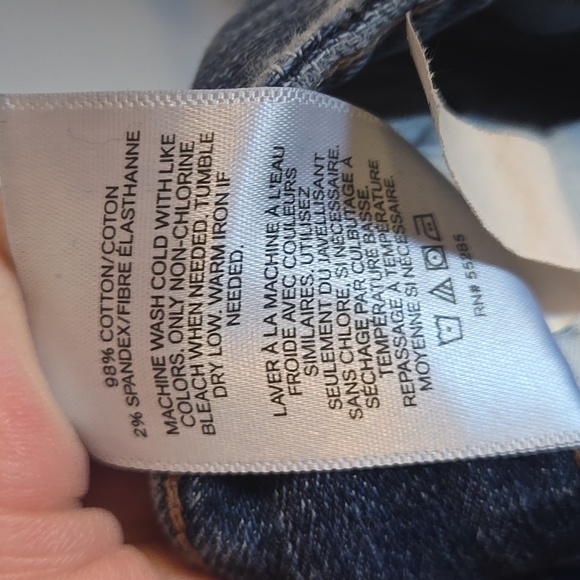 98% COTTON/COTON
2% SPANDEX/FIBRE ÉLASTHANNE
MACHINE WASH COLD WITH LIKE
COLORS. ONLY NON-CHLORINE
BLEACH WHEN NEEDED. TUMBLE
DRY LOW. WARM IRON IF
NEEDED.
LAVER À LA MACHINE À L'EAU
FROIDE AVEC COULEURS
SIMILAIRES. UTILISEZ
SEULEMENT DU JAVELLISANT
SANS CHLORE, SI NÉCESSAIRE.
SÉCHAGE PAR CULBUTAGE À
TEMPÉRATURE BASSE.
REPASSAGE À TEMPÉRATURE
MOYENNE SI NÉCESSAIRE.
RN# 55285